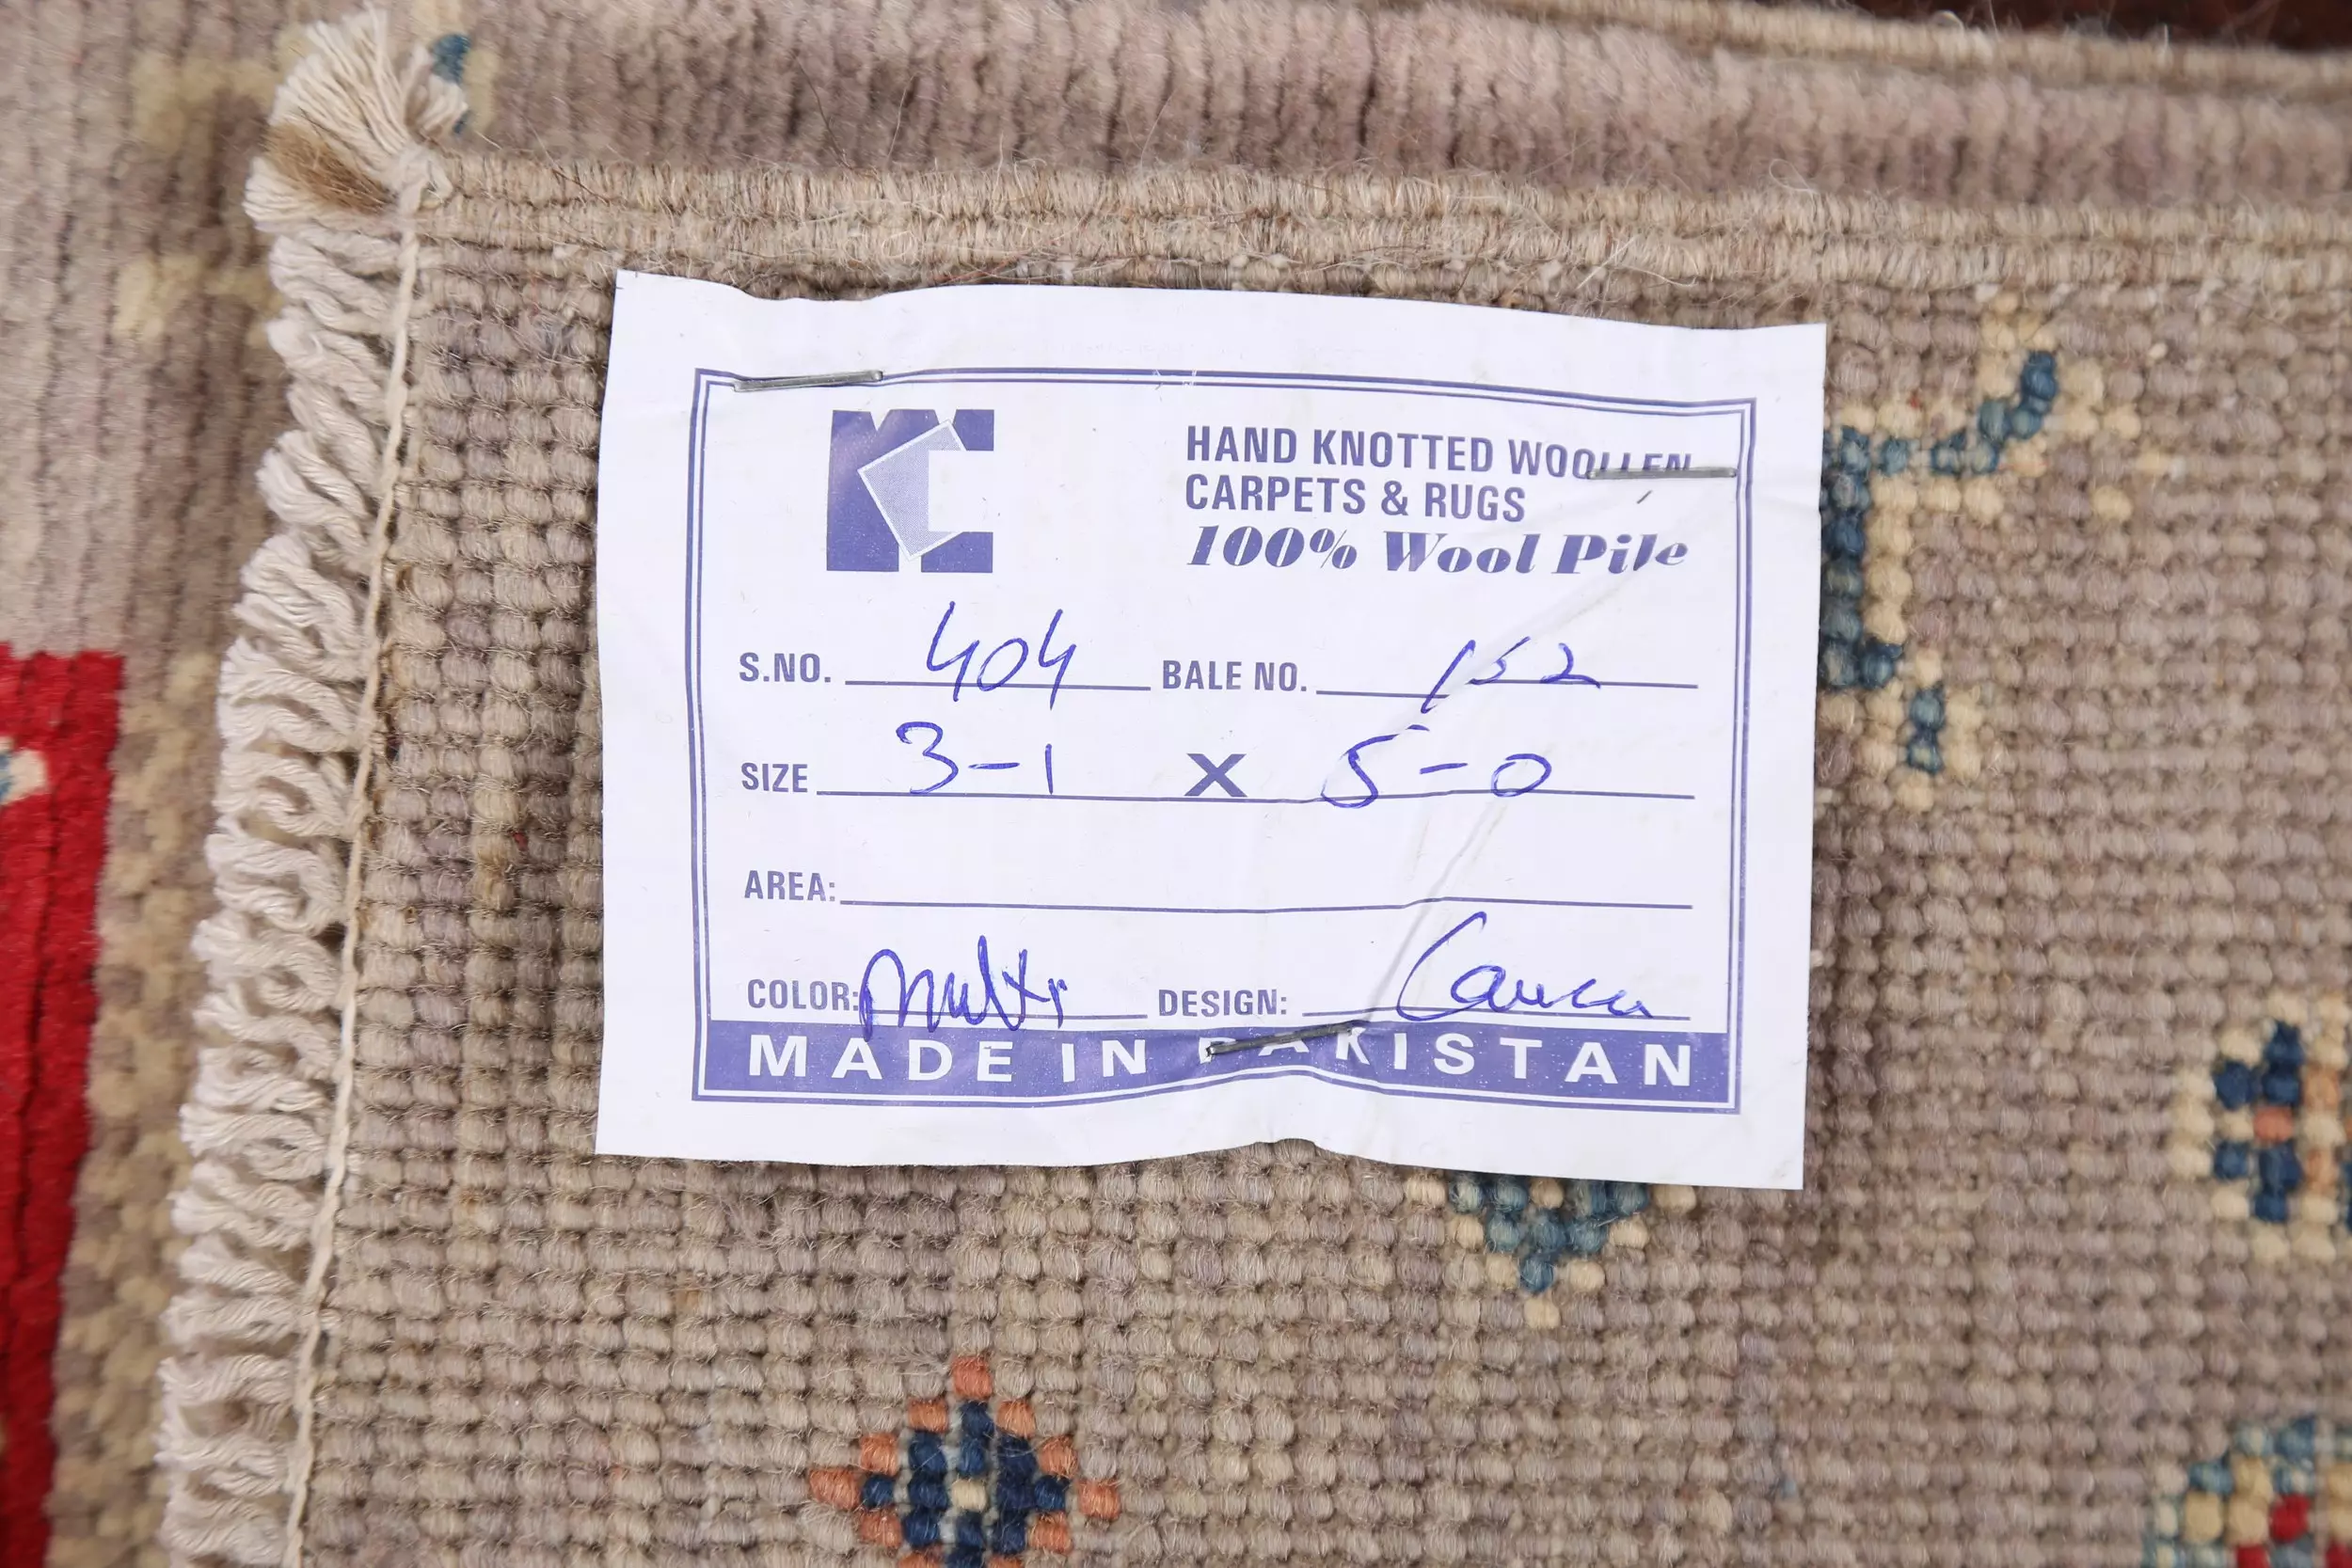 KC
HAND KNOTTED WOOLLEN
CARPETS & RUGS
100% Wool Pile
S.NO. 404 BALE NO. 152
SIZE 3-1 X 5-0
AREA:
COLOR: Multi DESIGN:
MADE IN PAKISTAN